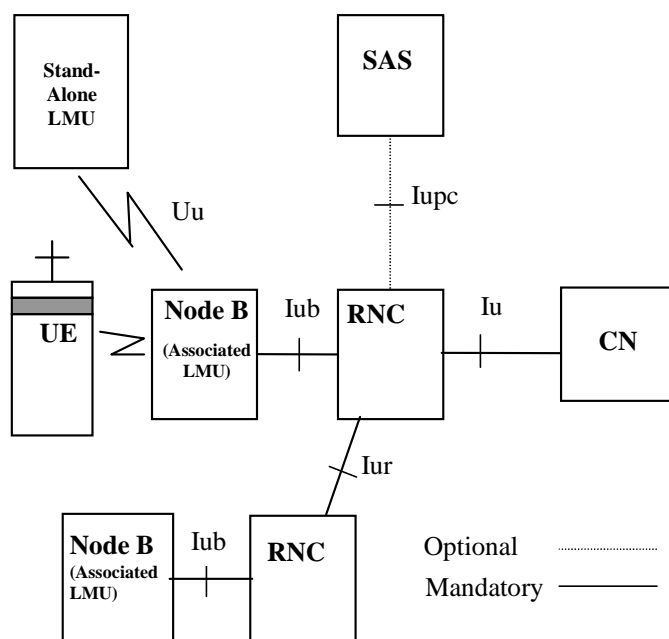 Stand-
Alone
LMU
SAS
Uu
Iupc
UE
Node B
(Associated
LMU)
Iub
RNC
Iu
CN
Iur
Node B
(Associated
LMU)
Iub
RNC
Optional
Mandatory